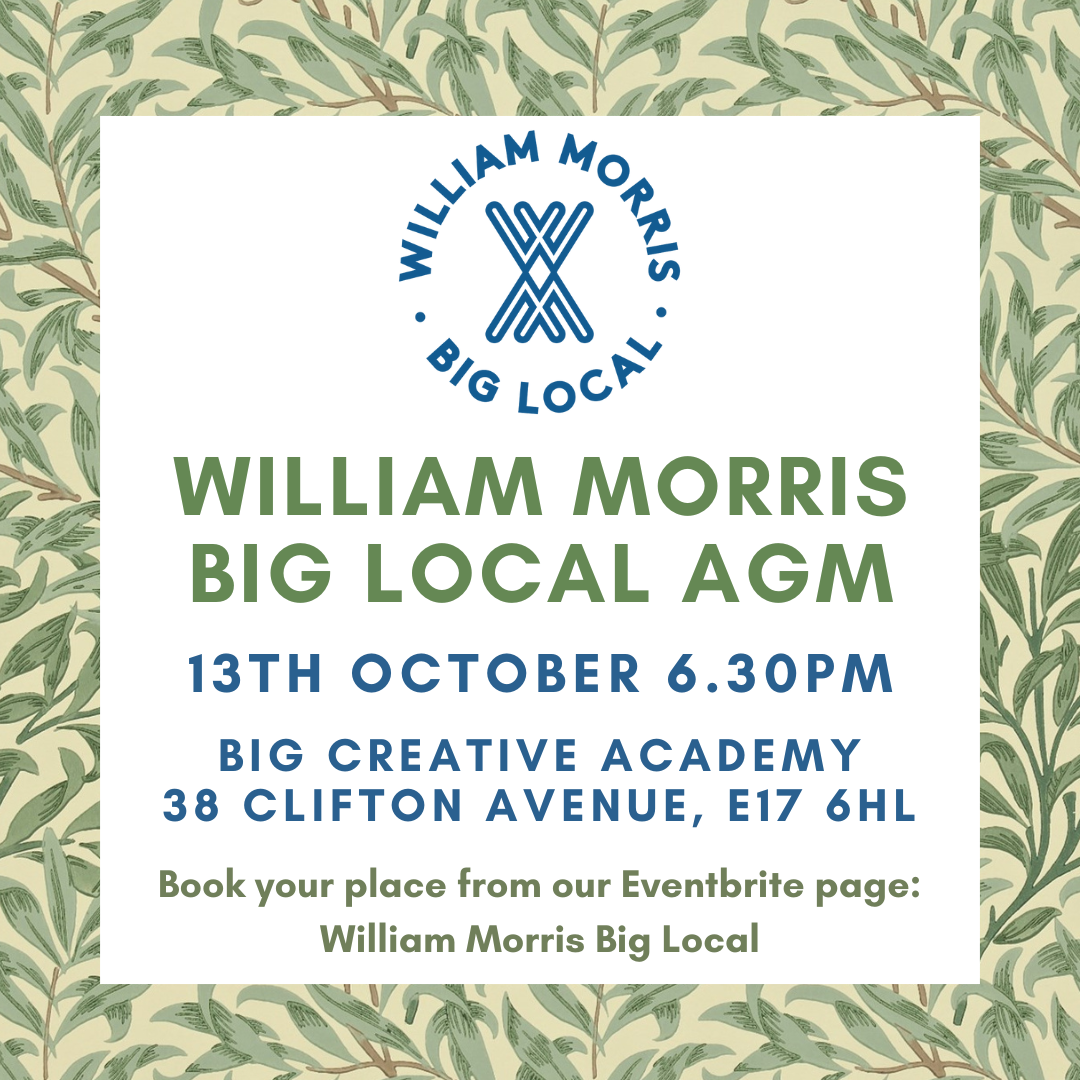 WILLIAM MORRIS
· BIG LOCAL ·
WILLIAM MORRIS
BIG LOCAL AGM
13TH OCTOBER 6.30PM
BIG CREATIVE ACADEMY
38 CLIFTON AVENUE, E17 6HL
Book your place from our Eventbrite page:
William Morris Big Local